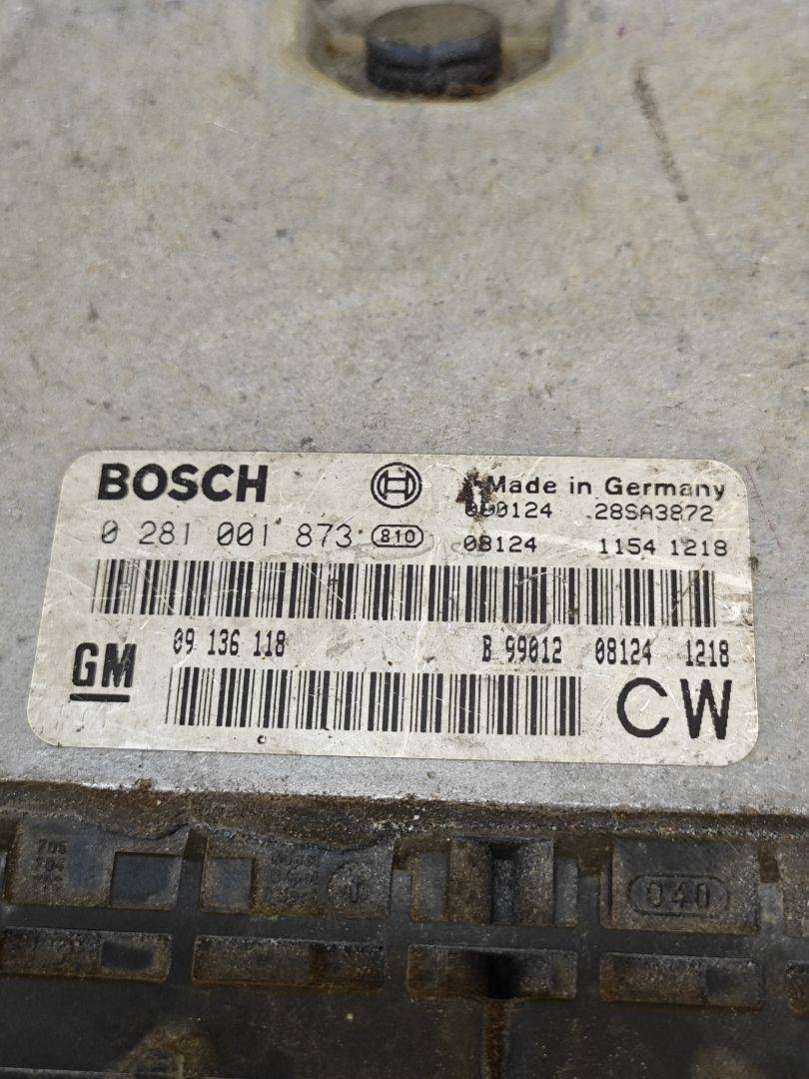 BOSCH
Made in Germany
080124 28SA3872
0 281 001 873 810
08124 1154 1218
09 136 118 B 99012 08124 1218
GM
CW
040